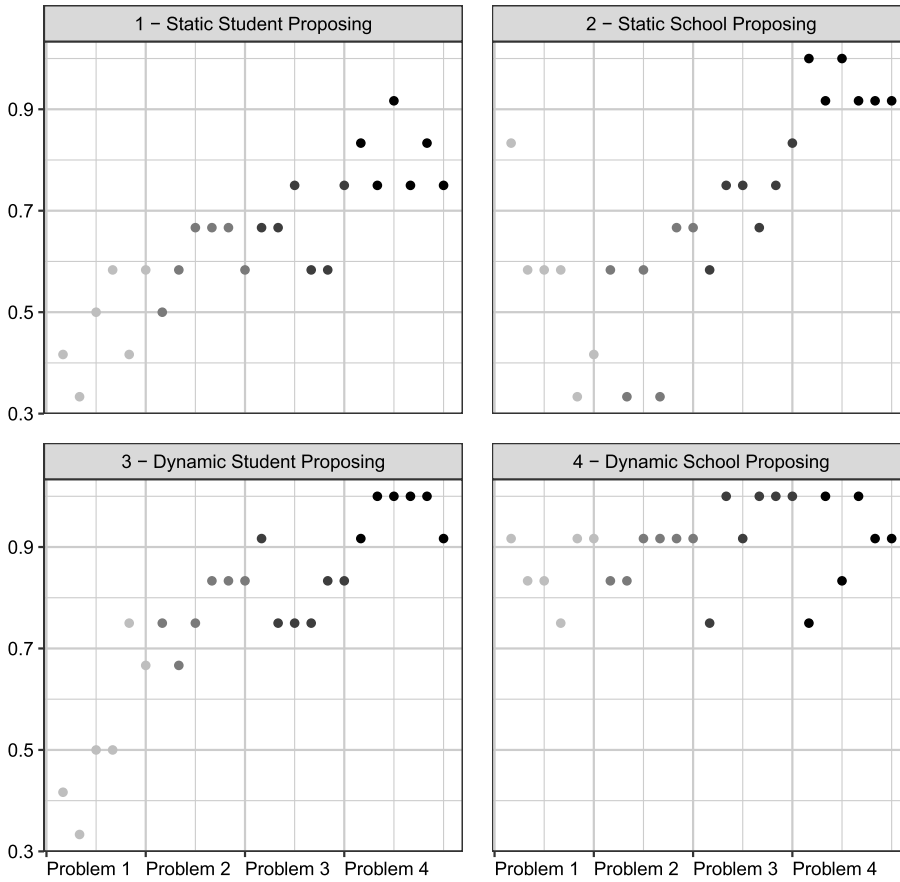 1 − Static Student Proposing
2 − Static School Proposing
0.9
0.7
0.5
0.3
3 − Dynamic Student Proposing
4 − Dynamic School Proposing
0.9
0.7
0.5
0.3
Problem 1 Problem 2 Problem 3 Problem 4
Problem 1 Problem 2 Problem 3 Problem 4